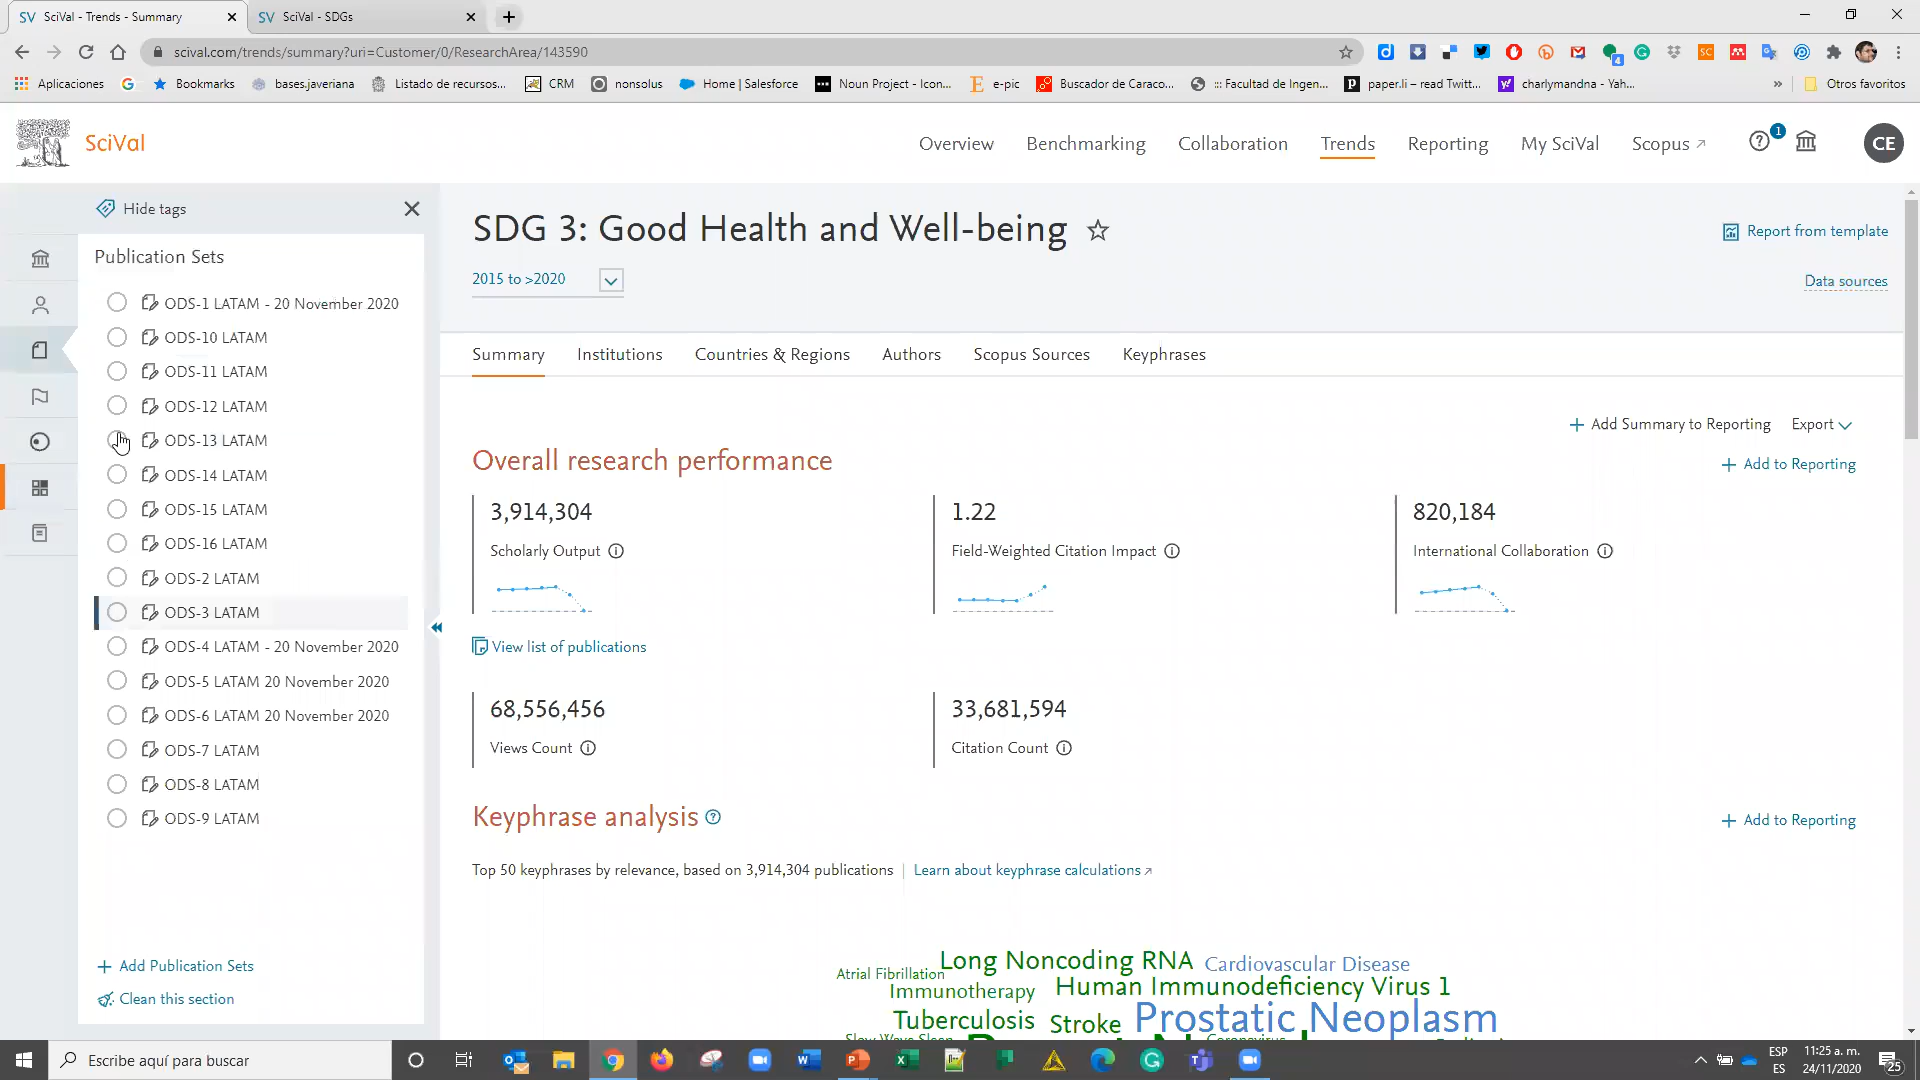 SV SciVal - Trends - Summary
SV SciVal - SDGs
scival.com/trends/summary?uri=Customer/0/ResearchArea/143590
Aplicaciones
Bookmarks
bases.javeriana
Listado de recursos...
CRM
nonsolus
Home | Salesforce
Noun Project - Icon...
e-pic
Buscador de Caraco...
::: Facultad de Ingen...
paper.li – read Twitt...
charlymandna - Yah...
»
Otros favoritos
SciVal
Overview
Benchmarking
Collaboration
Trends
Reporting
My SciVal
Scopus
1
CE
Hide tags
Publication Sets
ODS-1 LATAM - 20 November 2020
ODS-10 LATAM
ODS-11 LATAM
ODS-12 LATAM
ODS-13 LATAM
ODS-14 LATAM
ODS-15 LATAM
ODS-16 LATAM
ODS-2 LATAM
ODS-3 LATAM
ODS-4 LATAM - 20 November 2020
ODS-5 LATAM 20 November 2020
ODS-6 LATAM 20 November 2020
ODS-7 LATAM
ODS-8 LATAM
ODS-9 LATAM
+ Add Publication Sets
Clean this section
SDG 3: Good Health and Well-being
2015 to >2020
Report from template
Data sources
Summary
Institutions
Countries & Regions
Authors
Scopus Sources
Keyphrases
+ Add Summary to Reporting
Export
Overall research performance
+ Add to Reporting
3,914,304
Scholarly Output
1.22
Field-Weighted Citation Impact
820,184
International Collaboration
View list of publications
68,556,456
Views Count
33,681,594
Citation Count
Keyphrase analysis
+ Add to Reporting
Top 50 keyphrases by relevance, based on 3,914,304 publications | Learn about keyphrase calculations
Long Noncoding RNA
Cardiovascular Disease
Atrial Fibrillation
Immunotherapy
Human Immunodeficiency Virus 1
Tuberculosis
Stroke
Prostatic Neoplasm
Escribe aquí para buscar
ESP
ES
11:25 a. m.
24/11/2020
25